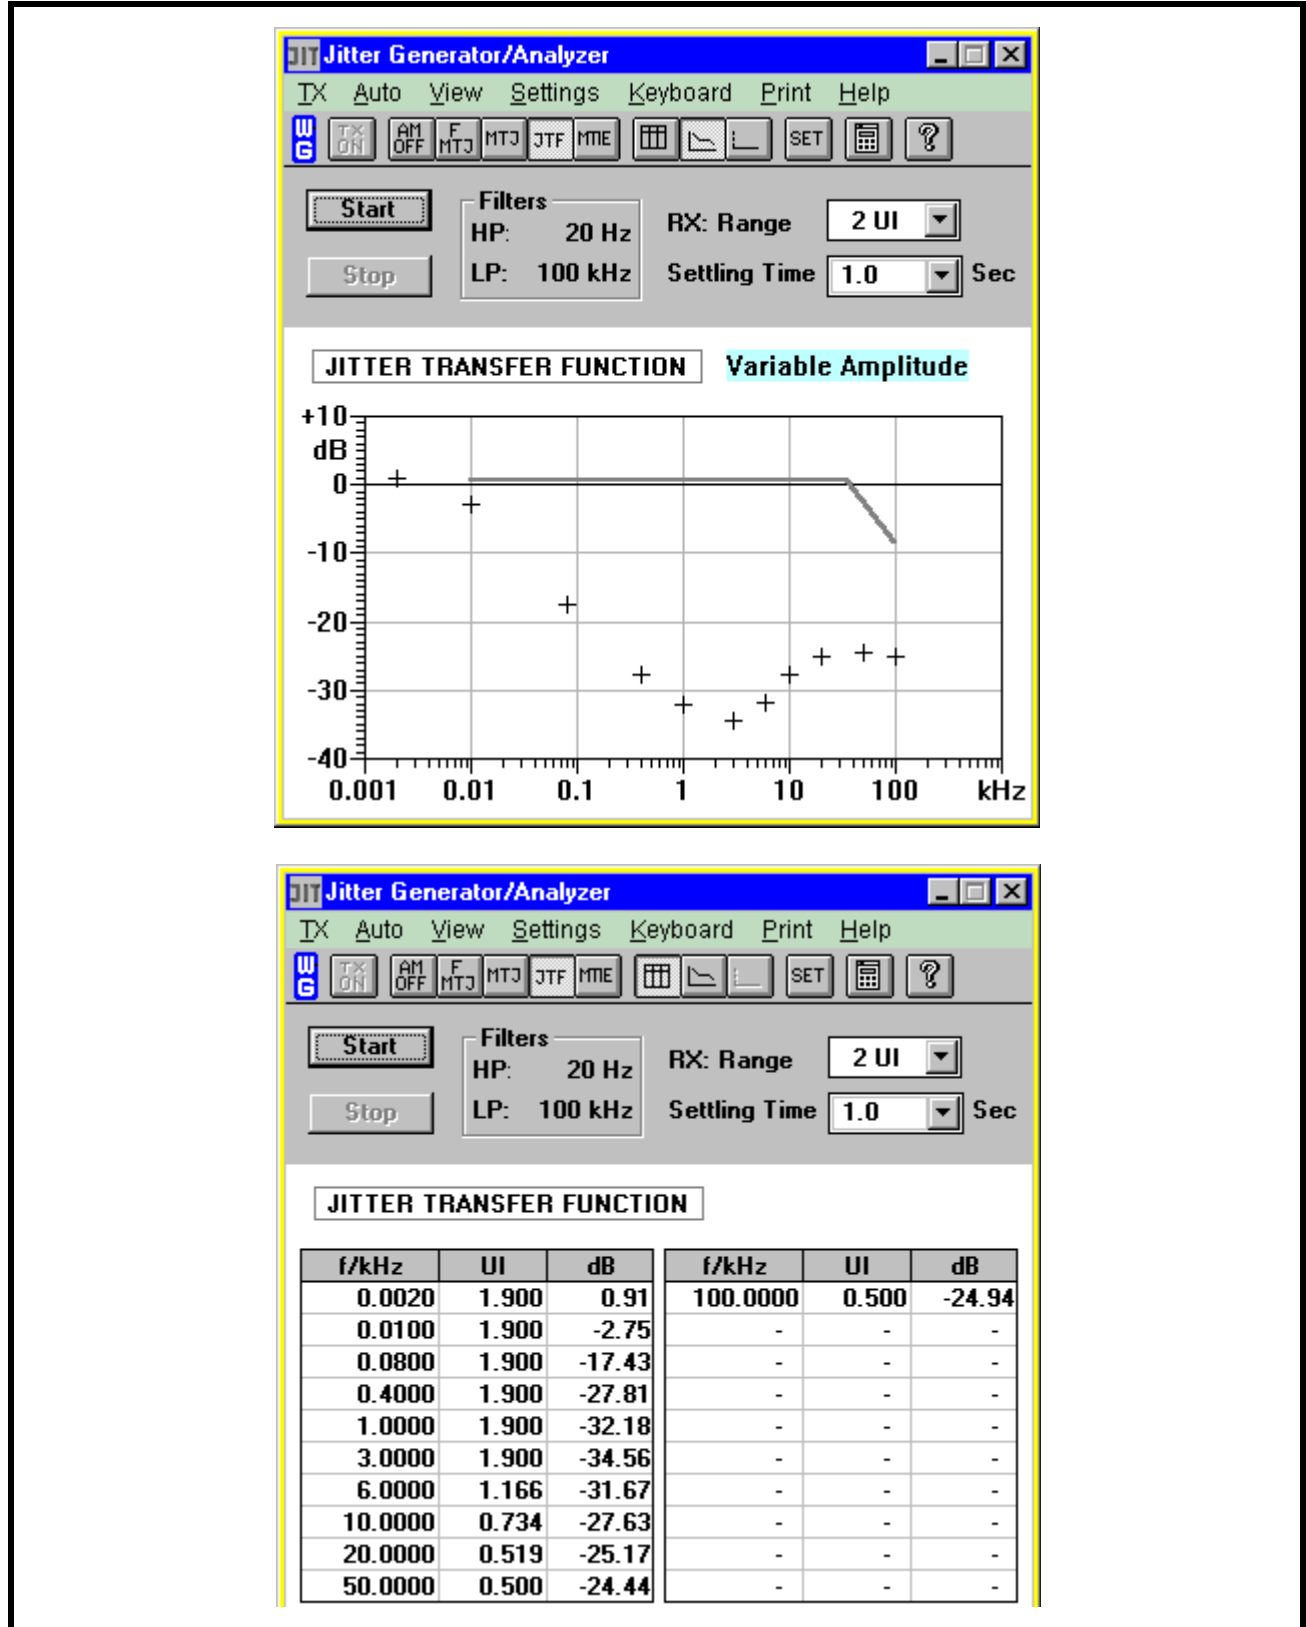 JIT Jitter Generator/Analyzer
TX Auto View Settings Keyboard Print Help
WG TX ON AM OFF F MTJ MTJ JTF MTIE SET ?
Start Filters
HP: 20 Hz RX: Range 2 UI
Stop LP: 100 kHz Settling Time 1.0 Sec
JITTER TRANSFER FUNCTION Variable Amplitude
+10
dB
0
-10
-20
-30
-40
0.001 0.01 0.1 1 10 100 kHz
JIT Jitter Generator/Analyzer
TX Auto View Settings Keyboard Print Help
WG TX ON AM OFF F MTJ MTJ JTF MTIE SET ?
Start Filters
HP: 20 Hz RX: Range 2 UI
Stop LP: 100 kHz Settling Time 1.0 Sec
JITTER TRANSFER FUNCTION
f/kHz UI dB f/kHz UI dB
0.0020 1.900 0.91 100.0000 0.500 -24.94
0.0100 1.900 -2.75 - - -
0.0800 1.900 -17.43 - - -
0.4000 1.900 -27.81 - - -
1.0000 1.900 -32.18 - - -
3.0000 1.900 -34.56 - - -
6.0000 1.166 -31.67 - - -
10.0000 0.734 -27.63 - - -
20.0000 0.519 -25.17 - - -
50.0000 0.500 -24.44 - - -